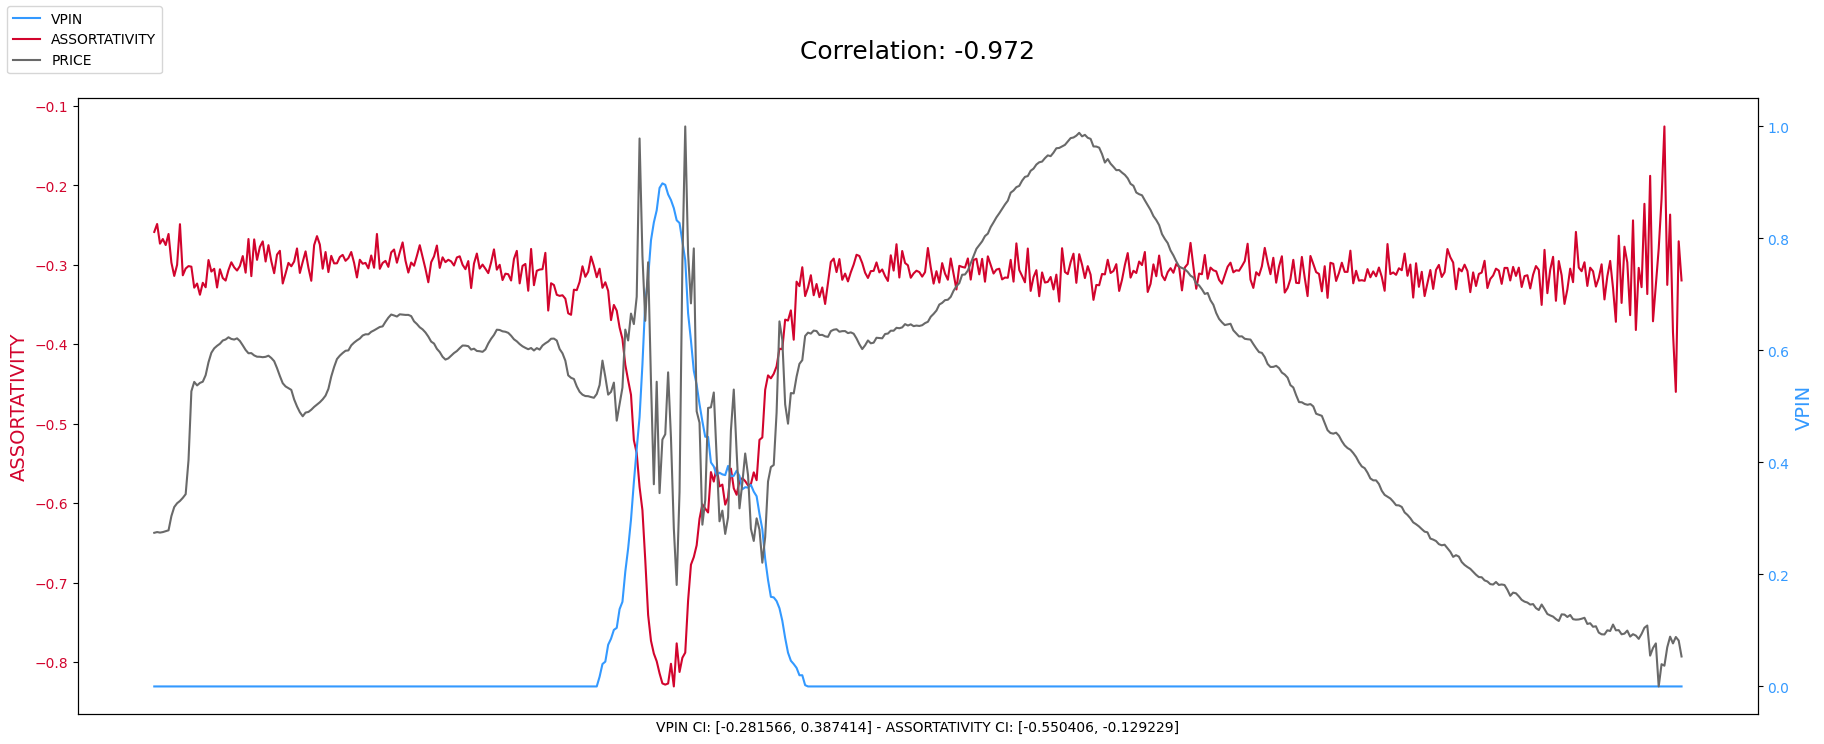 VPIN
ASSORTATIVITY
PRICE
Correlation: -0.972
ASSORTATIVITY
−0.1
−0.2
−0.3
−0.4
−0.5
−0.6
−0.7
−0.8
1.0
0.8
0.6
0.4
0.2
0.0
VPIN
VPIN CI: [-0.281566, 0.387414] - ASSORTATIVITY CI: [-0.550406, -0.129229]